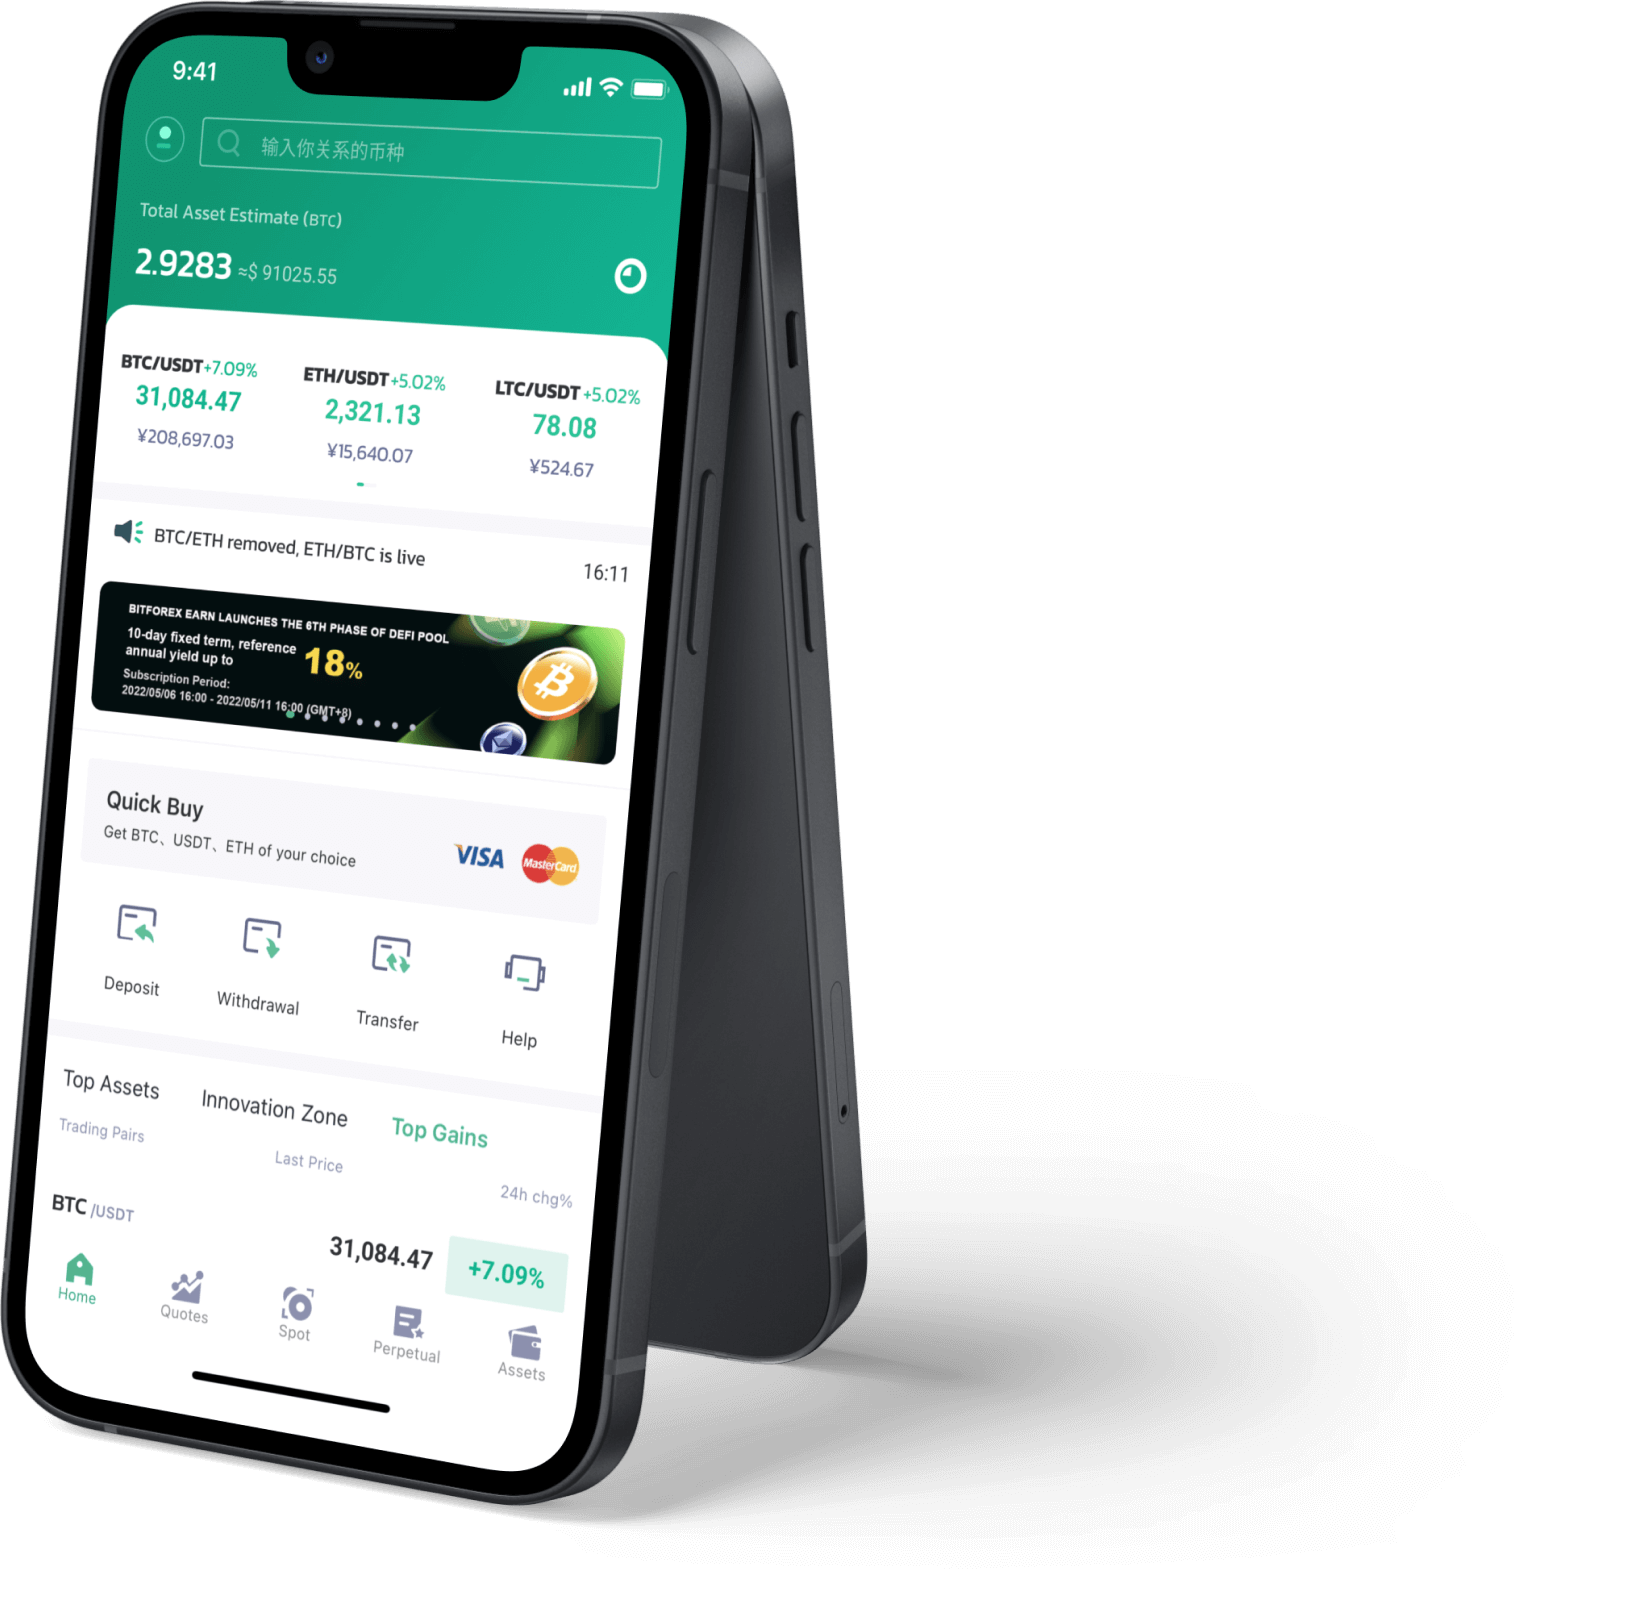 9:41
输入你关系的币种
Total Asset Estimate (BTC)
2.9283 ≈$ 91025.55
BTC/USDT +7.09%
31,084.47
¥208,697.03
ETH/USDT +5.02%
2,321.13
¥15,640.07
LTC/USDT +5.02%
78.08
¥524.67
BTC/ETH removed, ETH/BTC is live
16:11
BITFOREX EARN LAUNCHES THE 6TH PHASE OF DEFI POOL
10-day fixed term, reference
annual yield up to
18%
Subscription Period:
2022/05/06 16:00 - 2022/05/11 16:00 (GMT+8)
Quick Buy
Get BTC、USDT、ETH of your choice
VISA
MasterCard
Deposit
Withdrawal
Transfer
Help
Top Assets
Innovation Zone
Top Gains
Trading Pairs
Last Price
24h chg%
BTC /USDT
31,084.47
+7.09%
Home
Quotes
Spot
Perpetual
Assets